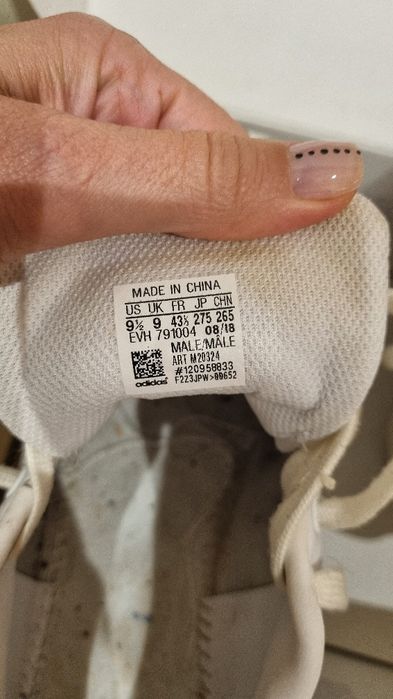 MADE IN CHINA
US UK FR JP CHN
9½ 9 43⅓ 275 265
EVH 791004 08/18
MALE/MÂLE
ART M20324
#120958833
F223JPW>00652
adidas